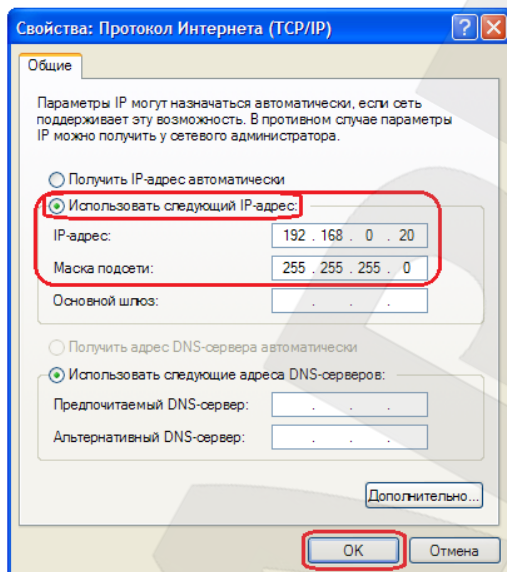 Свойства: Протокол Интернета (TCP/IP)
Общие
Параметры IP могут назначаться автоматически, если сеть
поддерживает эту возможность. В противном случае параметры
IP можно получить у сетевого администратора.
Получить IP-адрес автоматически
Использовать следующий IP-адрес:
IP-адрес: 192 . 168 . 0 . 20
Маска подсети: 255 . 255 . 255 . 0
Основной шлюз: . . .
Получить адрес DNS-сервера автоматически
Использовать следующие адреса DNS-серверов:
Предпочитаемый DNS-сервер: . . .
Альтернативный DNS-сервер: . . .
Дополнительно...
OK Отмена